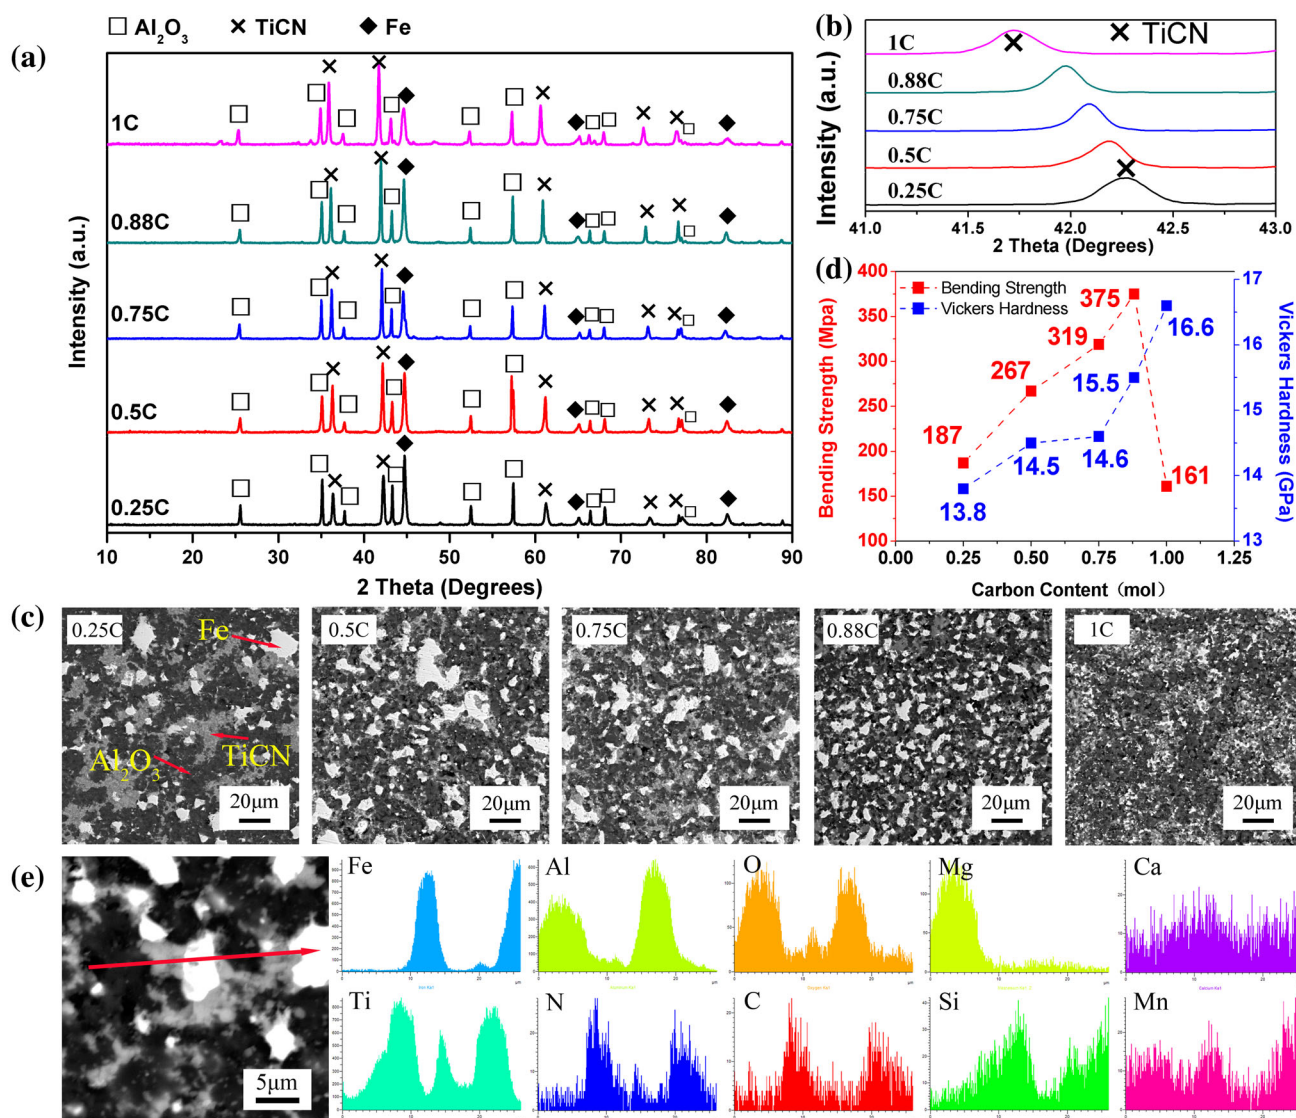 □ Al₂O₃ × TiCN ◆ Fe
(a)
1C
0.88C
0.75C
0.5C
0.25C
Intensity (a.u.)
10 20 30 40 50 60 70 80 90
2 Theta (Degrees)
(b)
× TiCN
1C
0.88C
0.75C
0.5C
0.25C
Intensity (a.u.)
41.0 41.5 42.0 42.5 43.0
2 Theta (Degrees)
(d)
Bending Strength
Vickers Hardness
400
350
300
250
200
150
100
Bending Strength (Mpa)
187
267
319
375
161
13.8
14.5
14.6
15.5
16.6
17
16
15
14
13
Vickers Hardness (GPa)
0.00 0.25 0.50 0.75 1.00 1.25
Carbon Content (mol)
(c)
0.25C
Fe
Al₂O₃
TiCN
20μm
0.5C
20μm
0.75C
20μm
0.88C
20μm
1C
20μm
(e)
5μm
Fe
Al
O
Mg
Ca
Ti
N
C
Si
Mn